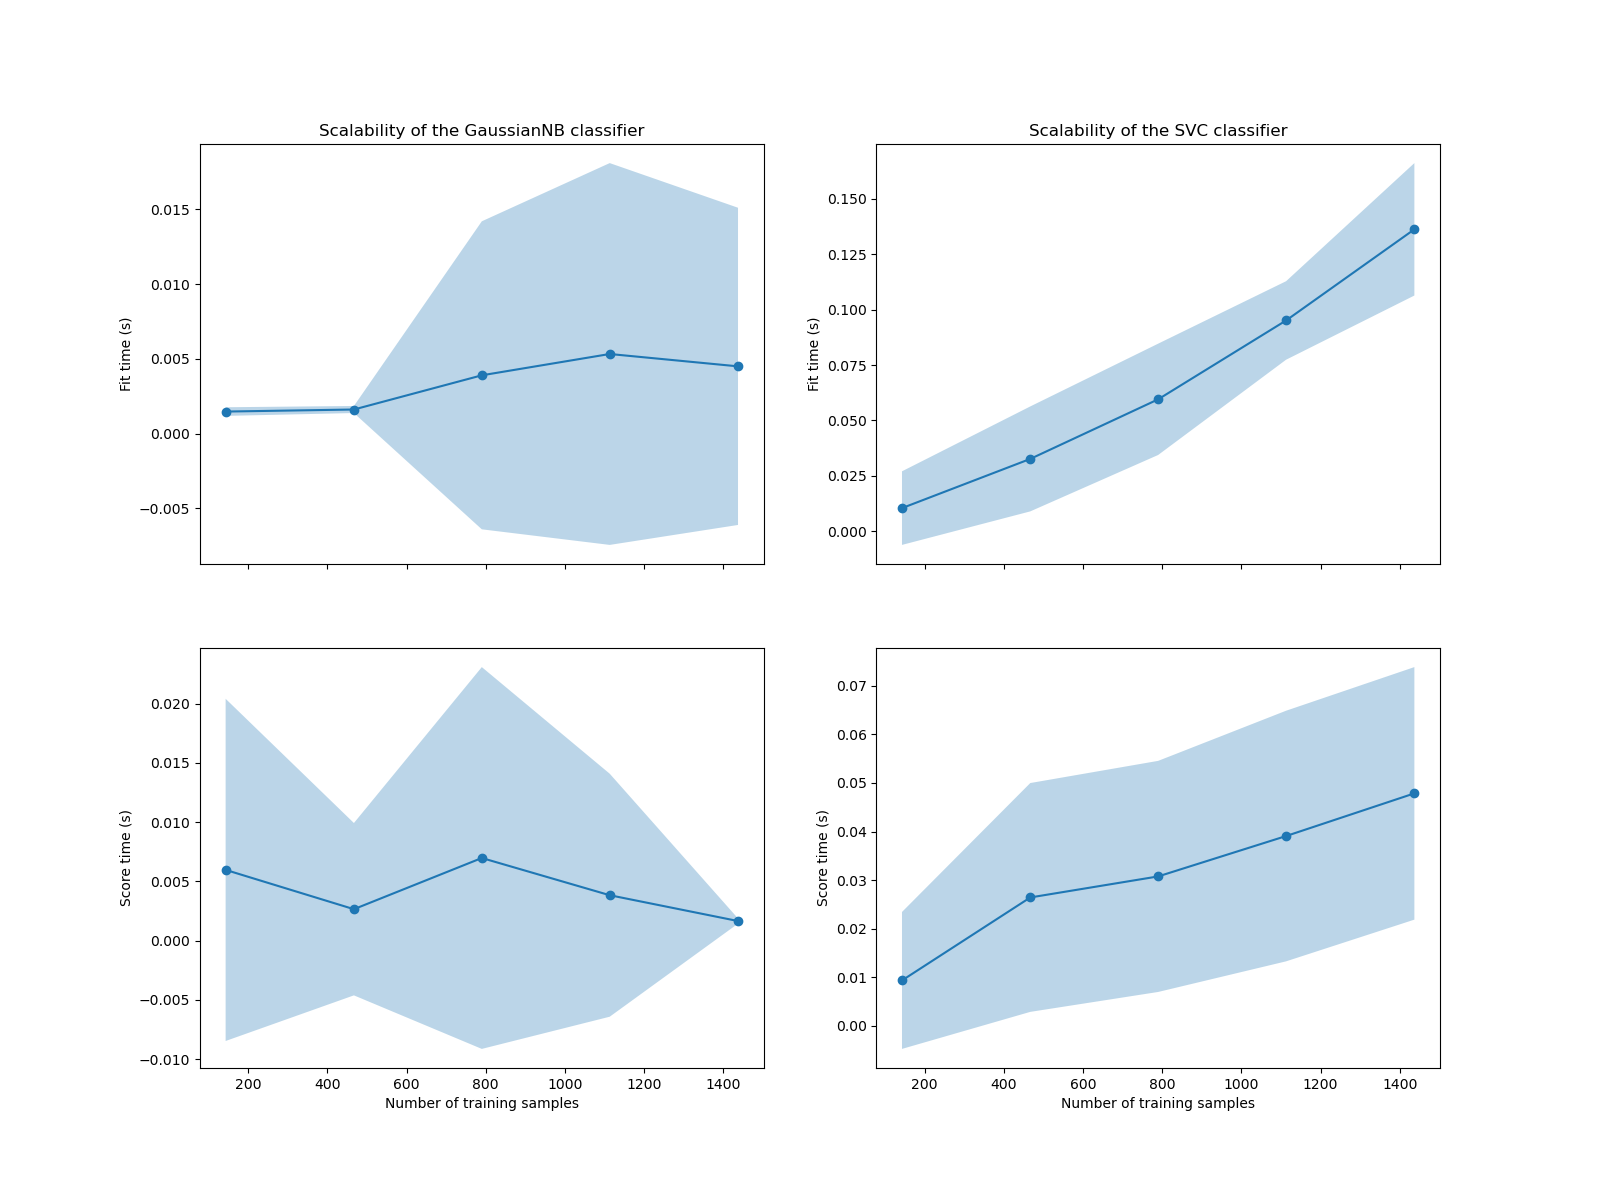 Scalability of the GaussianNB classifier
Fit time (s)
0.015
0.010
0.005
0.000
−0.005
Scalability of the SVC classifier
Fit time (s)
0.150
0.125
0.100
0.075
0.050
0.025
0.000
Score time (s)
0.020
0.015
0.010
0.005
0.000
−0.005
−0.010
200 400 600 800 1000 1200 1400
Number of training samples
Score time (s)
0.07
0.06
0.05
0.04
0.03
0.02
0.01
0.00
200 400 600 800 1000 1200 1400
Number of training samples